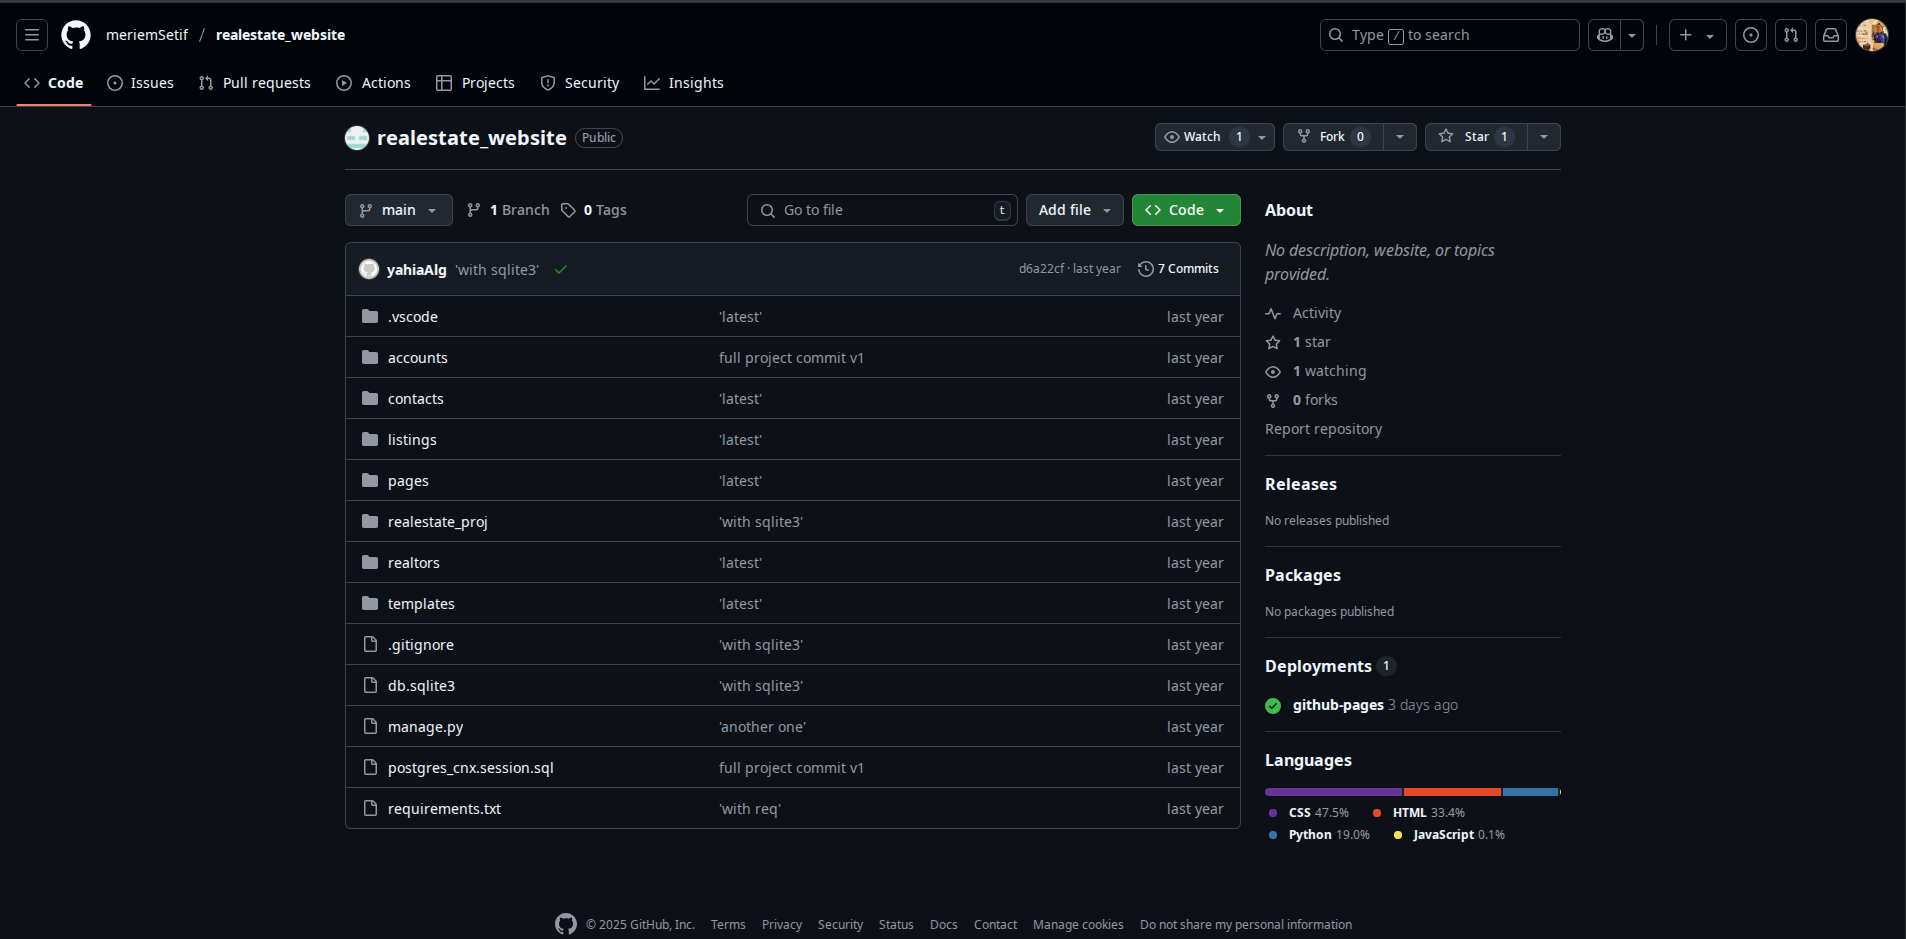 meriemSetif / realestate_website
Type / to search
Code Issues Pull requests Actions Projects Security Insights
realestate_website Public
Watch 1 Fork 0 Star 1
main 1 Branch 0 Tags Go to file t Add file Code
yahiaAlg 'with sqlite3' d6a22cf · last year 7 Commits
.vscode 'latest' last year
accounts full project commit v1 last year
contacts 'latest' last year
listings 'latest' last year
pages 'latest' last year
realestate_proj 'with sqlite3' last year
realtors 'latest' last year
templates 'latest' last year
.gitignore 'with sqlite3' last year
db.sqlite3 'with sqlite3' last year
manage.py 'another one' last year
postgres_cnx.session.sql full project commit v1 last year
requirements.txt 'with req' last year
About
No description, website, or topics
provided.
Activity
1 star
1 watching
0 forks
Report repository
Releases
No releases published
Packages
No packages published
Deployments 1
github-pages 3 days ago
Languages
CSS 47.5% HTML 33.4%
Python 19.0% JavaScript 0.1%
© 2025 GitHub, Inc. Terms Privacy Security Status Docs Contact Manage cookies Do not share my personal information